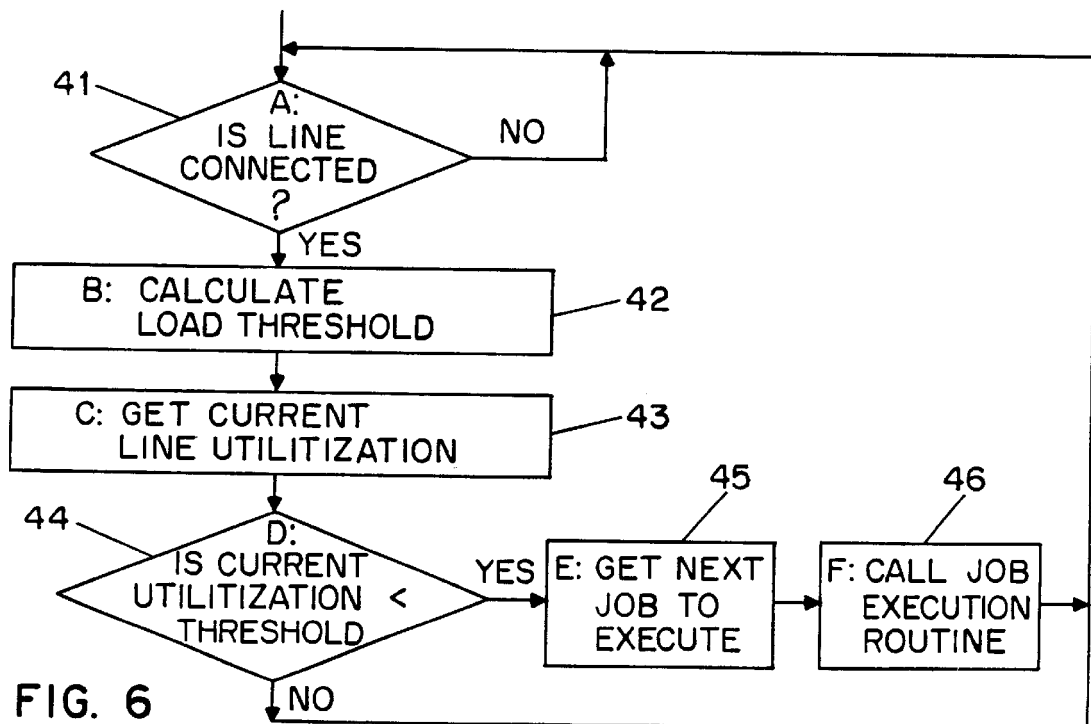 41
A:
IS LINE
CONNECTED
?
NO
YES
B: CALCULATE
LOAD THRESHOLD
42
C: GET CURRENT
LINE UTILITIZATION
43
44
D:
IS CURRENT
UTILITIZATION <
THRESHOLD
YES
45
E: GET NEXT
JOB TO
EXECUTE
46
F: CALL JOB
EXECUTION
ROUTINE
NO
FIG. 6